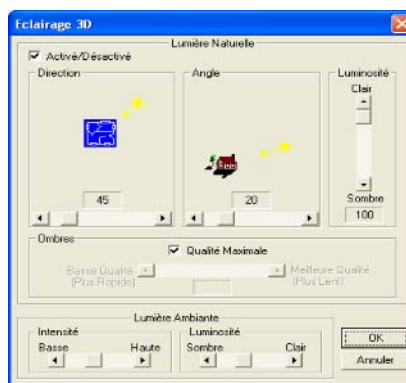 Eclairage 3D
Lumière Naturelle
Activé/Désactivé
Direction
Angle
Luminosité
Clair
45
20
Sombre
100
Ombres
Qualité Maximale
Basse Qualité
(Plus Rapide)
Meilleure Qualité
(Plus Lent)
Lumière Ambiante
Intensité
Luminosité
Basse
Haute
Sombre
Clair
OK
Annuler